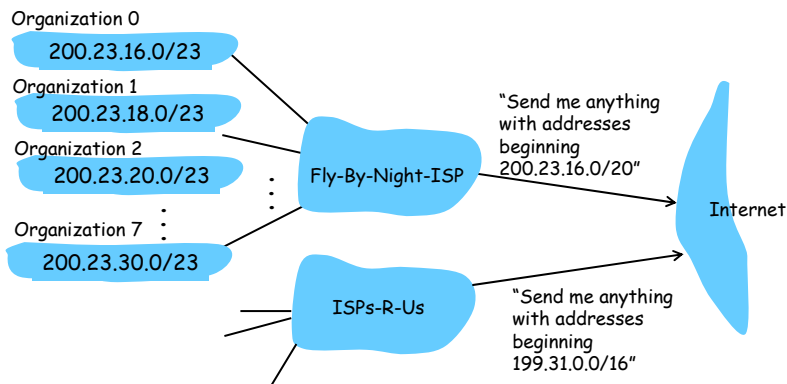 Organization 0
200.23.16.0/23
Organization 1
200.23.18.0/23
Organization 2
200.23.20.0/23
Organization 7
200.23.30.0/23
Fly-By-Night-ISP
“Send me anything
with addresses
beginning
200.23.16.0/20”
Internet
ISPs-R-Us
“Send me anything
with addresses
beginning
199.31.0.0/16”